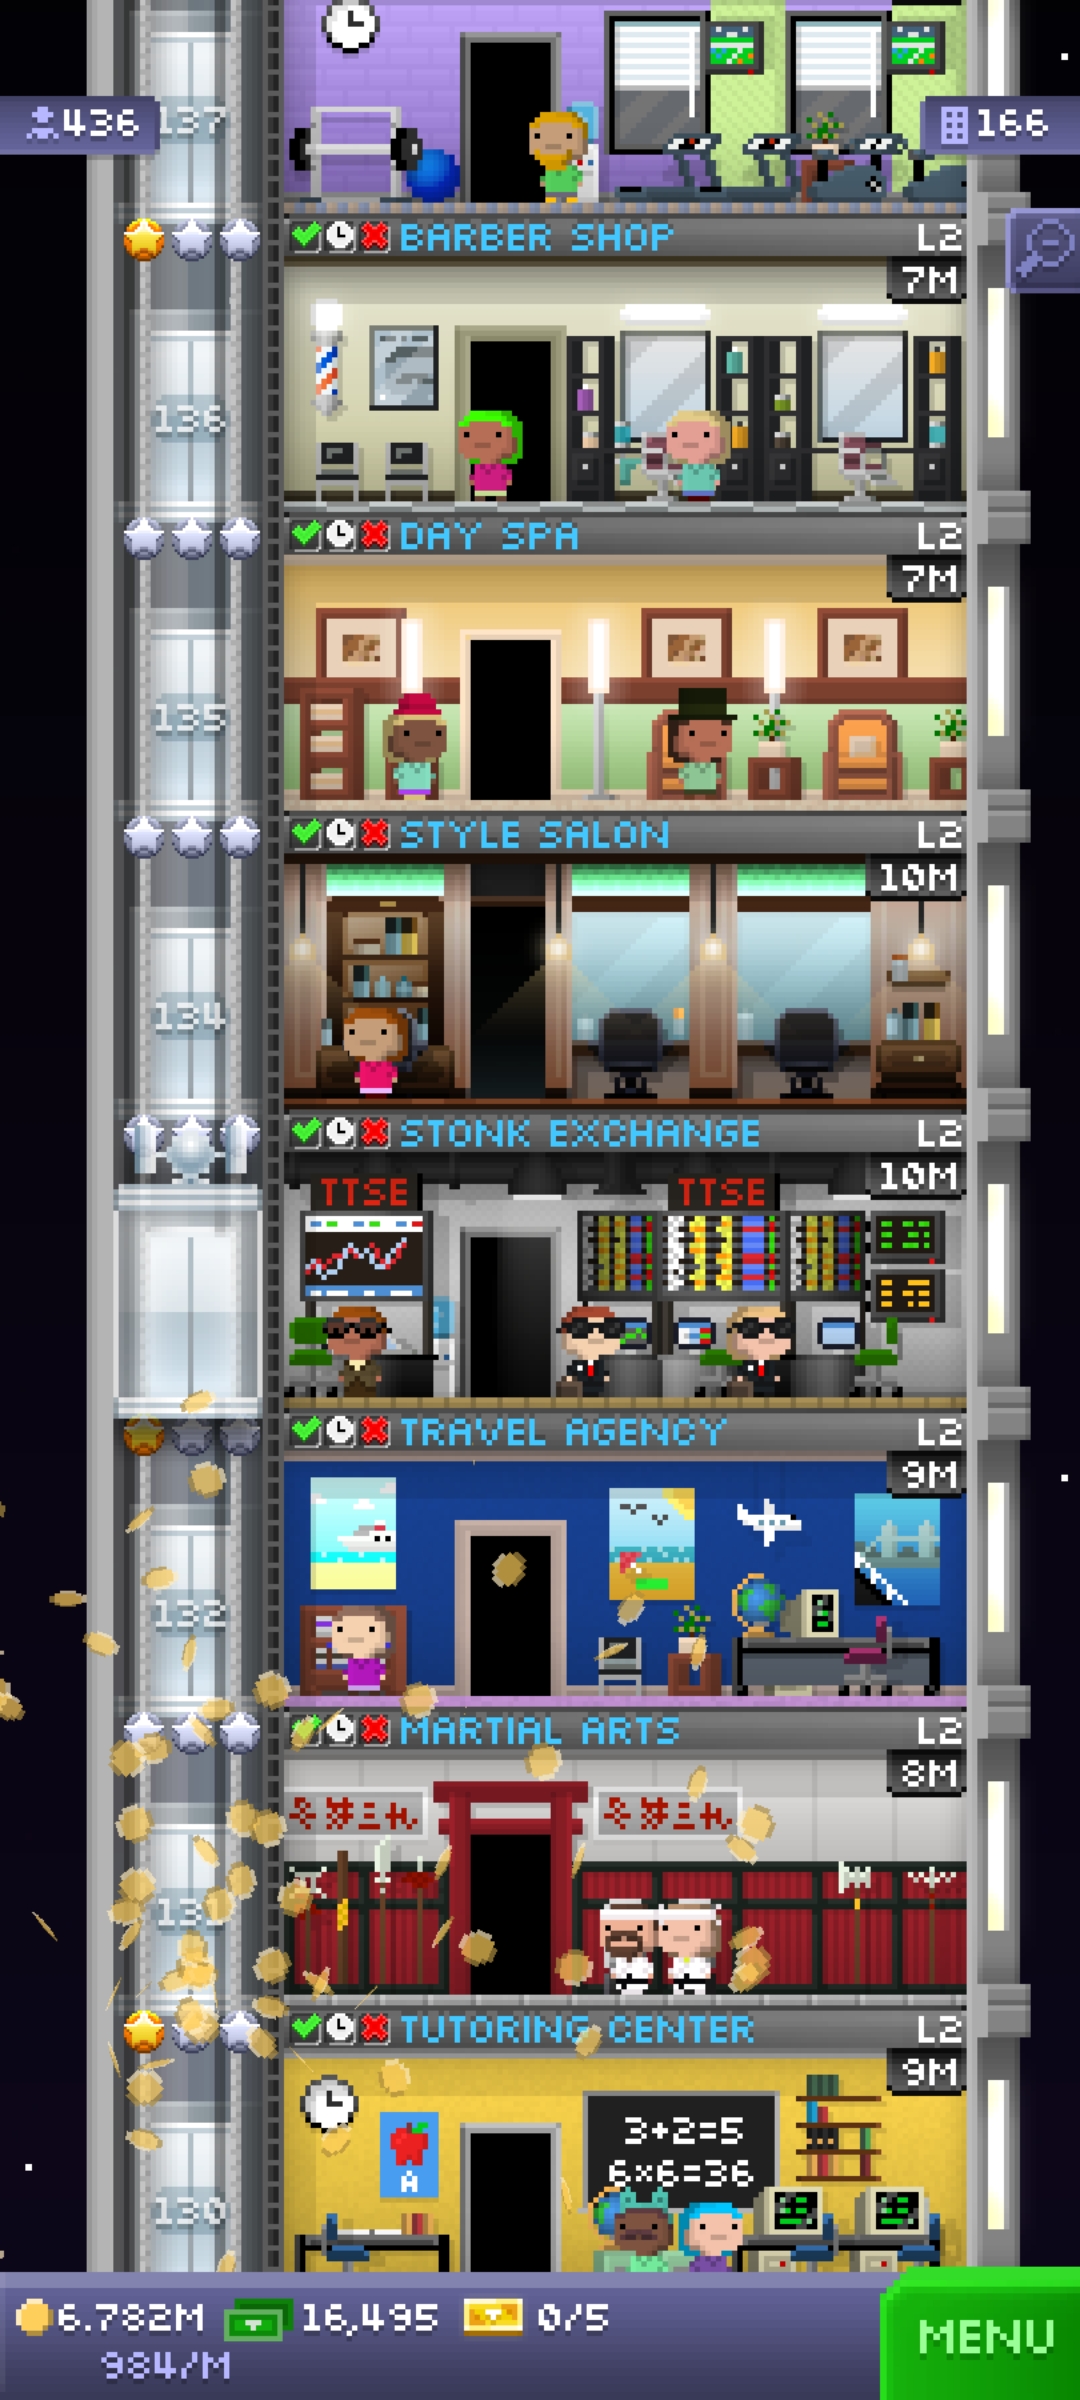 137
436
166
BARBER SHOP L2
7M
136
DAY SPA L2
7M
135
STYLE SALON L2
10M
134
STONK EXCHANGE L2
10M
TTSE TTSE
TRAVEL AGENCY L2
9M
132
MARTIAL ARTS L2
8M
131
TUTORING CENTER L2
9M
3+2=5
6×6=36
A
130
6.782M 16,495 0/5
984/M
MENU